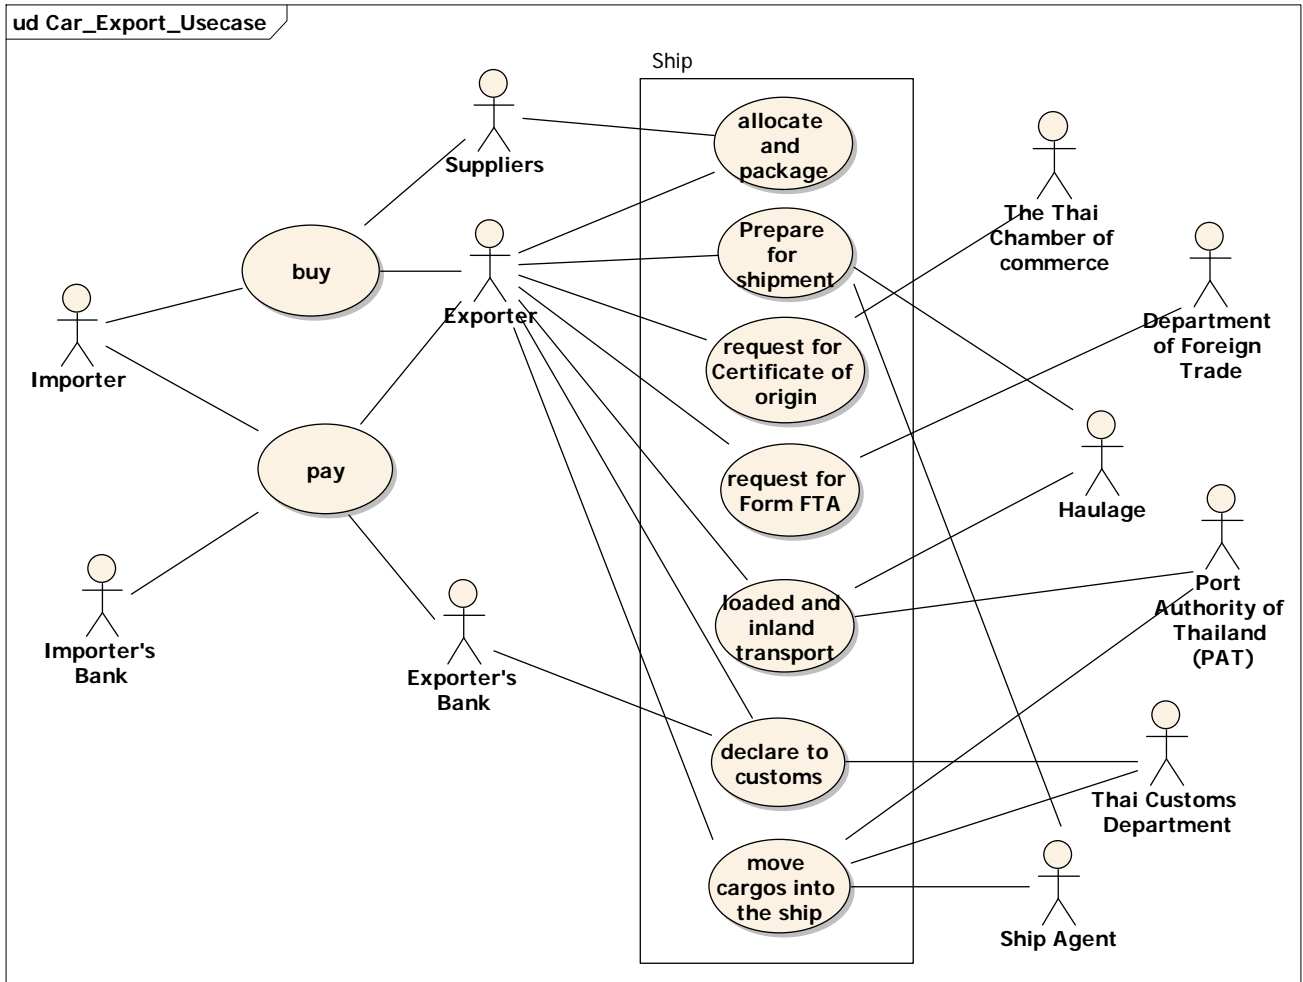 ud Car_Export_Usecase
Ship
Suppliers
allocate
and
package
The Thai
Chamber of
commerce
Exporter
Prepare
for
shipment
buy
Importer
Department
of Foreign
Trade
request for
Certificate of
origin
pay
request for
Form FTA
Haulage
Importer's
Bank
Exporter's
Bank
loaded and
inland
transport
Port
Authority of
Thailand
(PAT)
declare to
customs
Thai Customs
Department
move
cargos into
the ship
Ship Agent